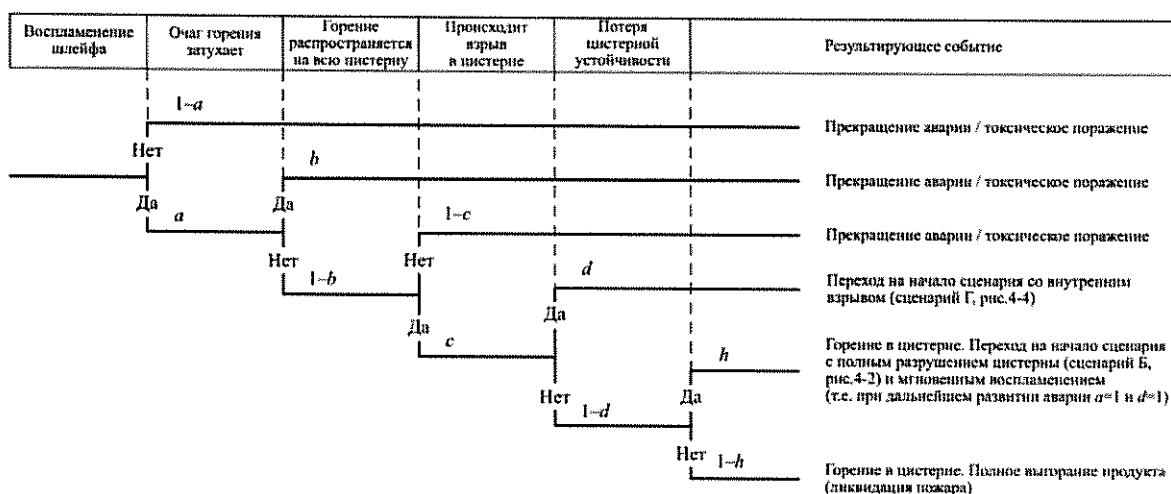 Воспламенение
шлейфа
Очаг горения
затухает
Горение
распространяется
на всю цистерну
Происходит
взрыв
в цистерне
Потеря
цистерной
устойчивости
Результирующее событие
1–a
Прекращение аварии / токсическое поражение
Нет
b
Прекращение аварии / токсическое поражение
Да
a
Да
1–c
Прекращение аварии / токсическое поражение
Нет
1–b
Нет
d
Переход на начало сценария со внутренним
взрывом (сценарий Г, рис.4-4)
Да
c
Да
h
Горение в цистерне. Переход на начало сценария
с полным разрушением цистерны (сценарий Б,
рис.4-2) и мгновенным воспламенением
(т.е. при дальнейшем развитии аварии a=1 и d=1)
Нет
1–d
Да
Нет
1–h
Горение в цистерне. Полное выгорание продукта
(ликвидация пожара)